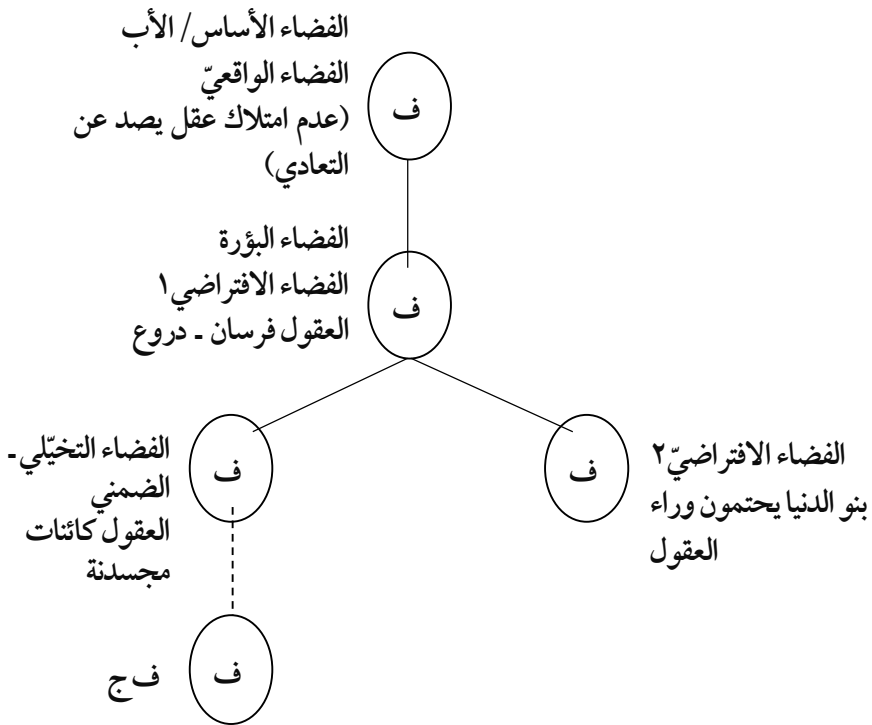 الفضاء الأساس/ الأب
الفضاء الواقعيّ
(عدم امتلاك عقل يصد عن
التعادي)
ف
الفضاء البؤرة
الفضاء الافتراضي١
العقول فرسان ـ دروع
ف
الفضاء الافتراضيّ٢
بنو الدنيا يحتمون وراء
العقول
ف
ف
الفضاء التخيّلي ـ
الضمني
العقول كائنات
مجسدنة
ف
ف ج